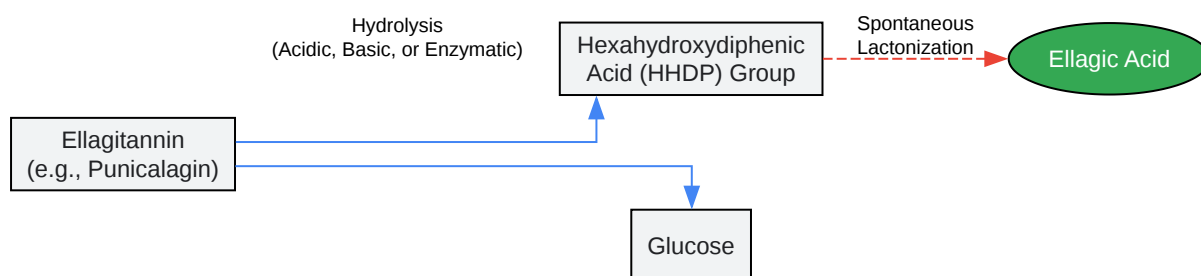 Hydrolysis
(Acidic, Basic, or Enzymatic)
Hexahydroxydiphenic
Acid (HHDP) Group
Spontaneous
Lactonization
Ellagic Acid
Ellagitannin
(e.g., Punicalagin)
Glucose